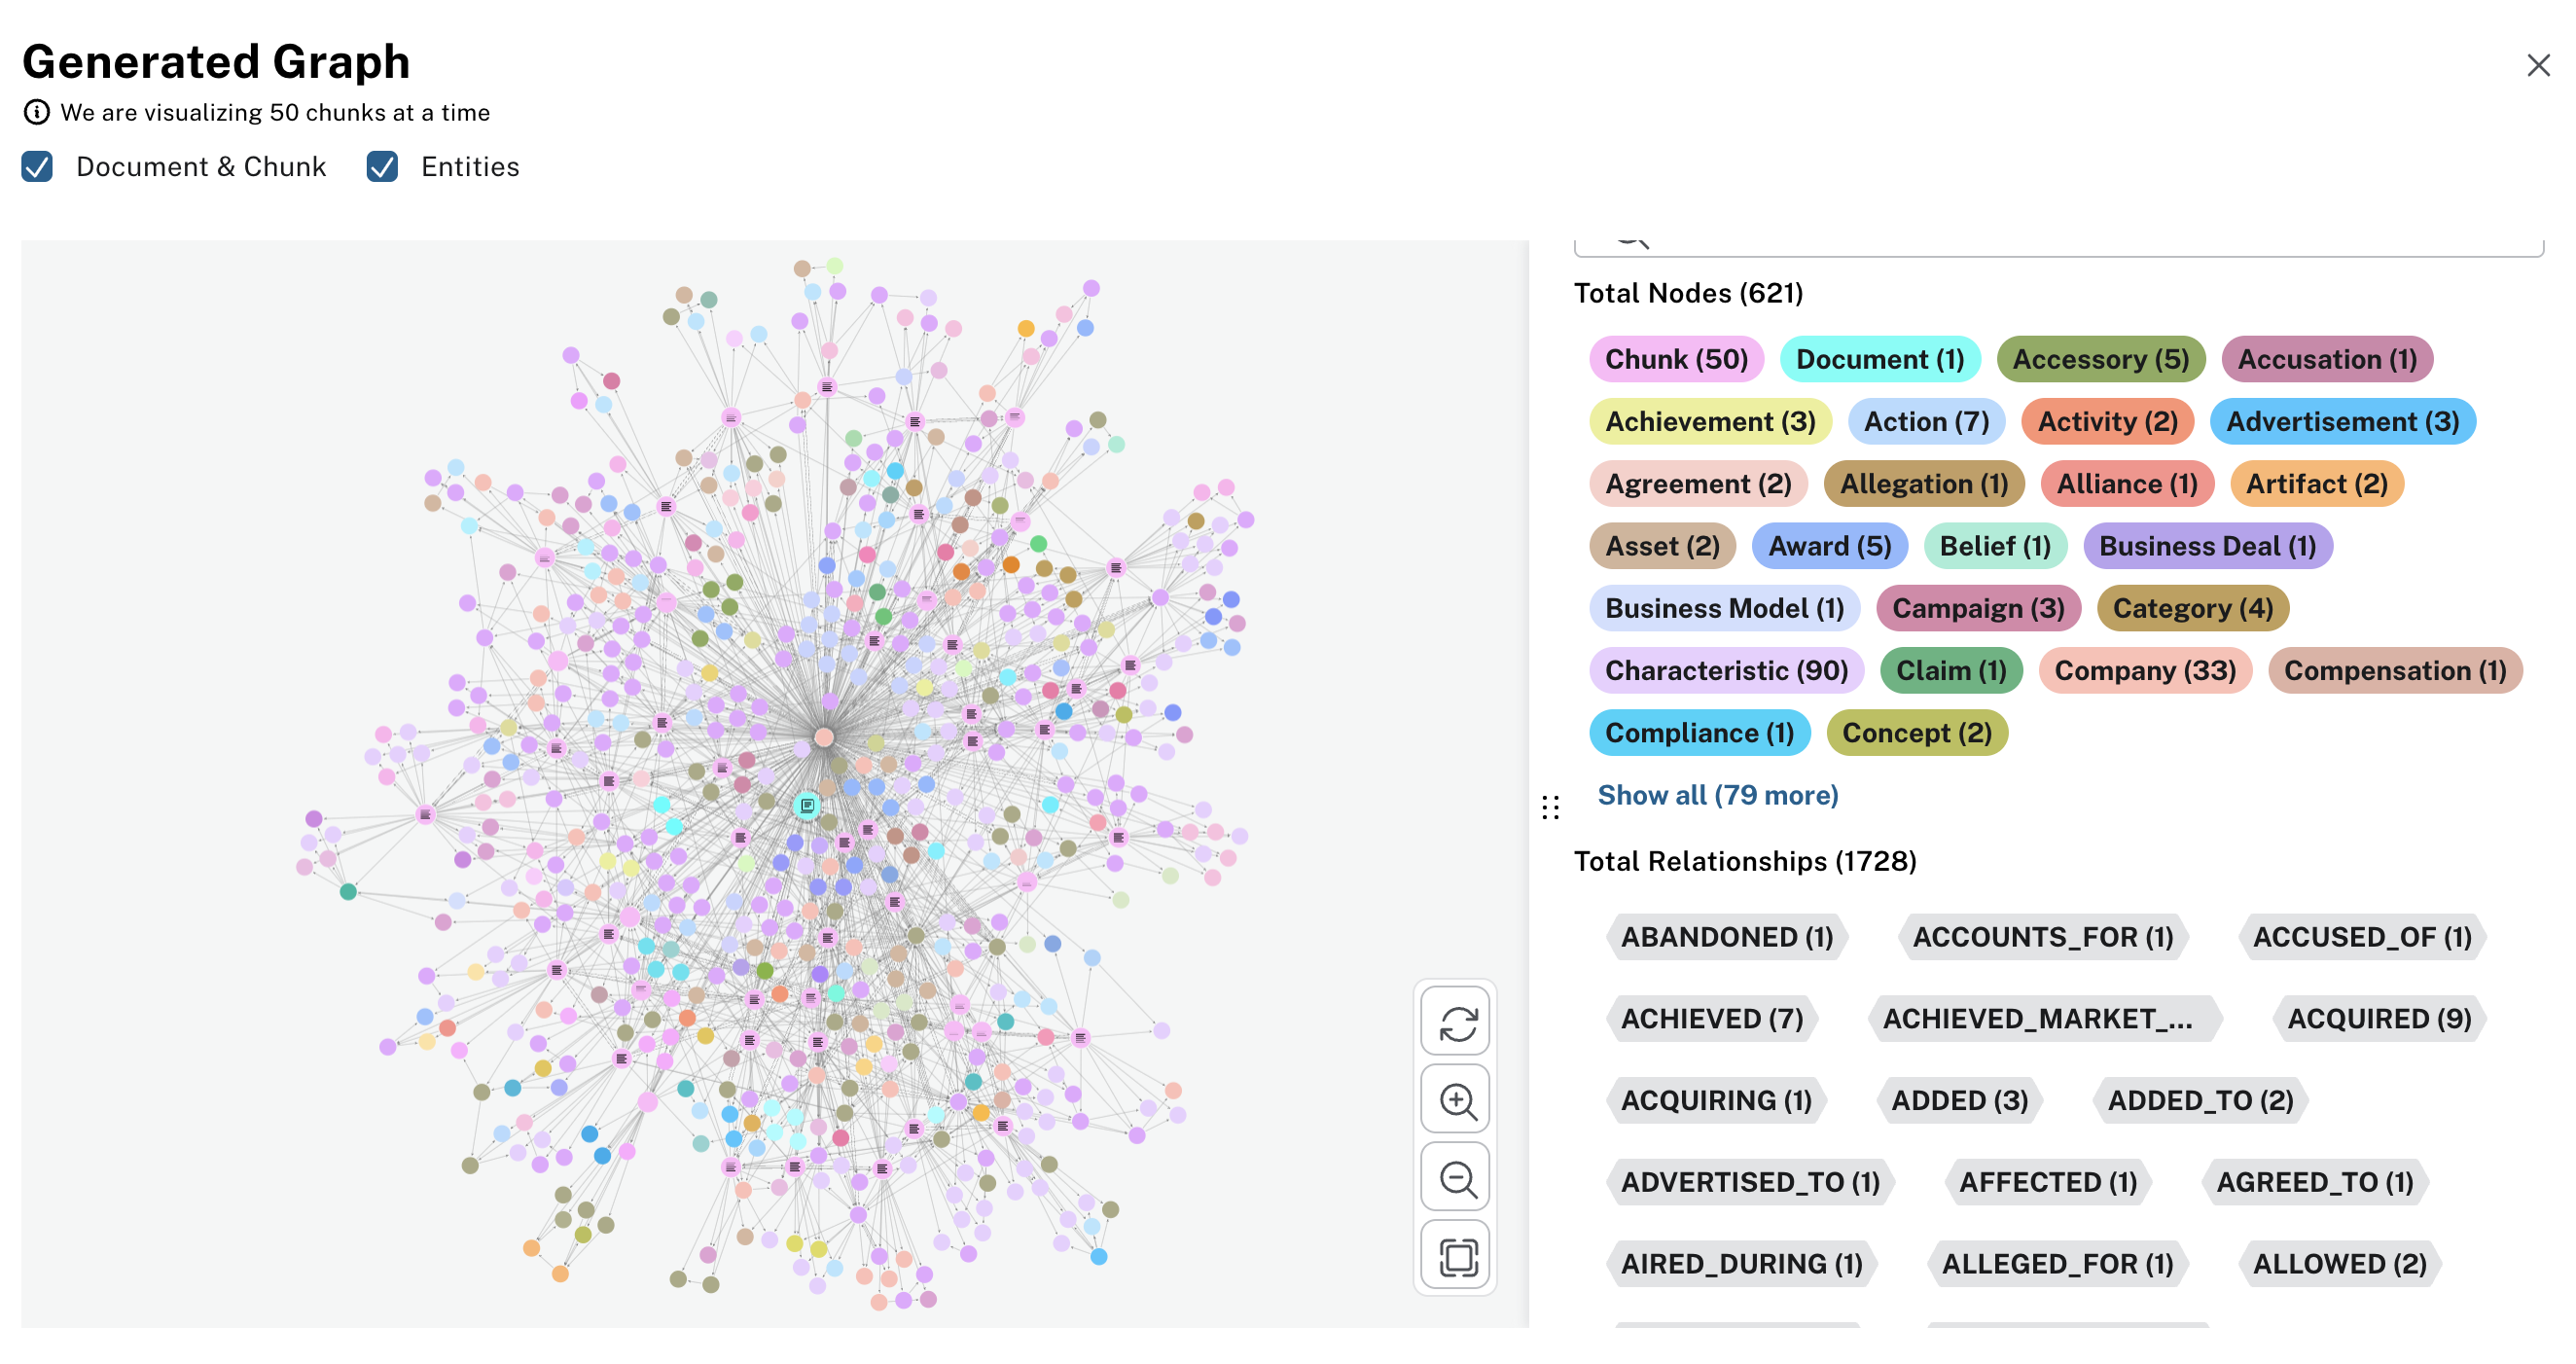 Generated Graph
We are visualizing 50 chunks at a time
Document & Chunk Entities
Total Nodes (621)
Chunk (50) Document (1) Accessory (5) Accusation (1)
Achievement (3) Action (7) Activity (2) Advertisement (3)
Agreement (2) Allegation (1) Alliance (1) Artifact (2)
Asset (2) Award (5) Belief (1) Business Deal (1)
Business Model (1) Campaign (3) Category (4)
Characteristic (90) Claim (1) Company (33) Compensation (1)
Compliance (1) Concept (2)
Show all (79 more)
Total Relationships (1728)
ABANDONED (1) ACCOUNTS_FOR (1) ACCUSED_OF (1)
ACHIEVED (7) ACHIEVED_MARKET_... ACQUIRED (9)
ACQUIRING (1) ADDED (3) ADDED_TO (2)
ADVERTISED_TO (1) AFFECTED (1) AGREED_TO (1)
AIRED_DURING (1) ALLEGED_FOR (1) ALLOWED (2)